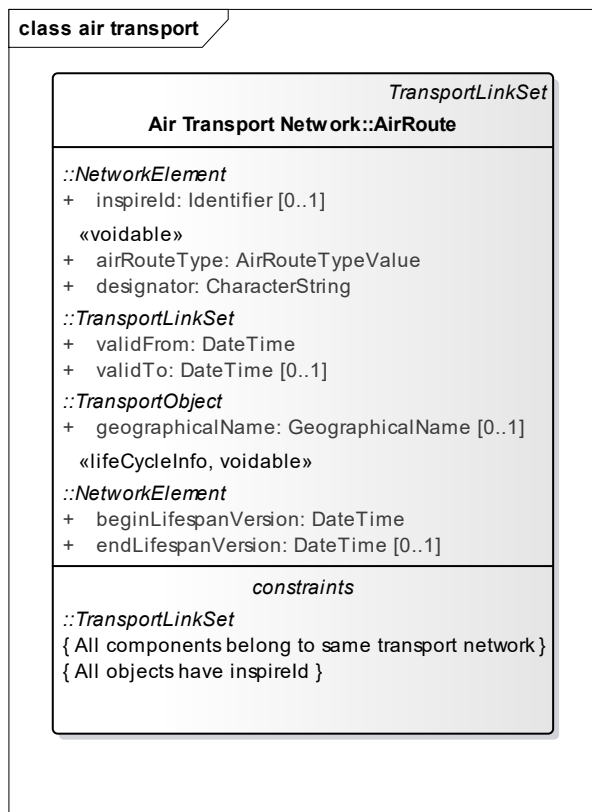 class air transport
TransportLinkSet
Air Transport Network::AirRoute
::NetworkElement
+ inspireId: Identifier [0..1]
«voidable»
+ airRouteType: AirRouteTypeValue
+ designator: CharacterString
::TransportLinkSet
+ validFrom: DateTime
+ validTo: DateTime [0..1]
::TransportObject
+ geographicalName: GeographicalName [0..1]
«lifeCycleInfo, voidable»
::NetworkElement
+ beginLifespanVersion: DateTime
+ endLifespanVersion: DateTime [0..1]
constraints
::TransportLinkSet
{ All components belong to same transport network }
{ All objects have inspireId }